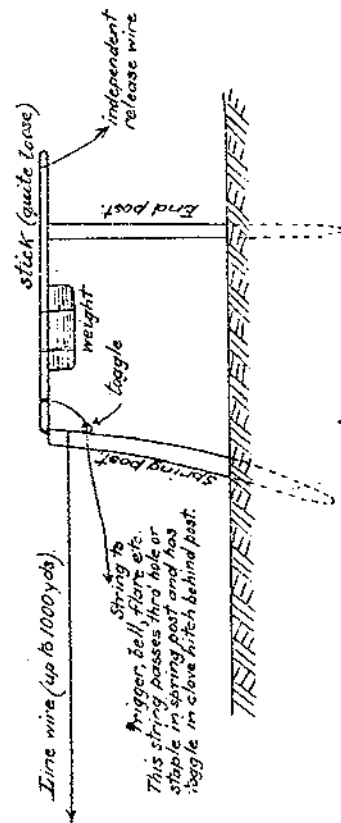 Line wire (up to 1000 yds)
String to
trigger, bell, flare etc.
This string passes thro' hole or
staple in spring post and has
toggle in clove hitch behind post.
spring post
toggle
weight
stick (quite loose)
End post.
independent
release wire